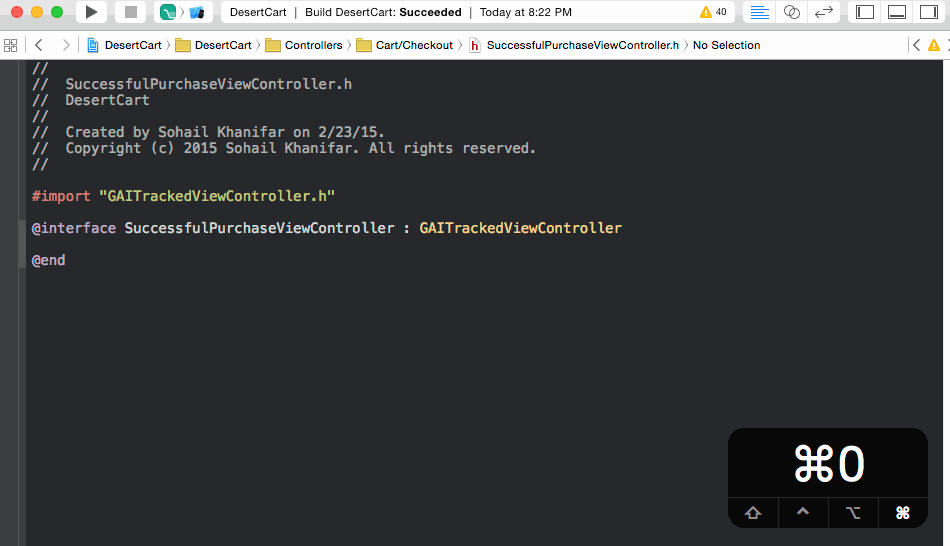 DesertCart | Build DesertCart: Succeeded | Today at 8:22 PM 40
DesertCart DesertCart Controllers Cart/Checkout h SuccessfulPurchaseViewController.h No Selection
//
// SuccessfulPurchaseViewController.h
// DesertCart
//
// Created by Sohail Khanifar on 2/23/15.
// Copyright (c) 2015 Sohail Khanifar. All rights reserved.
//
#import "GAITrackedViewController.h"
@interface SuccessfulPurchaseViewController : GAITrackedViewController
@end
⌘0
⇧ ⌃ ⌥ ⌘